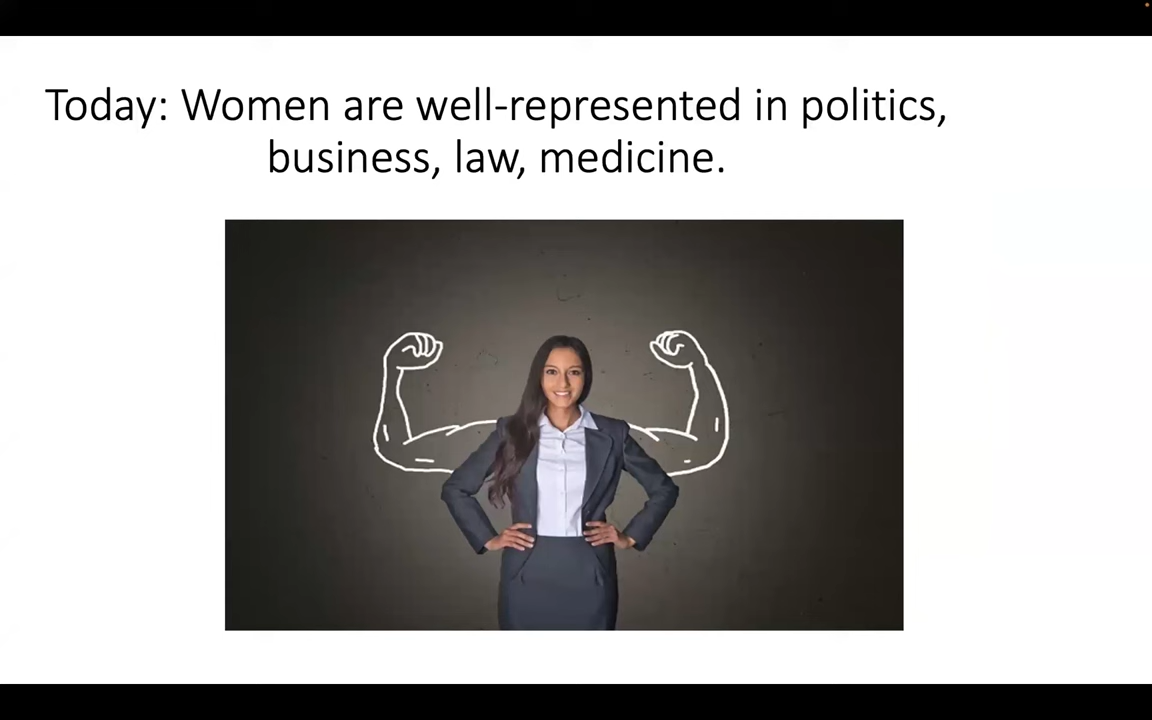 Today: Women are well-represented in politics,
business, law, medicine.